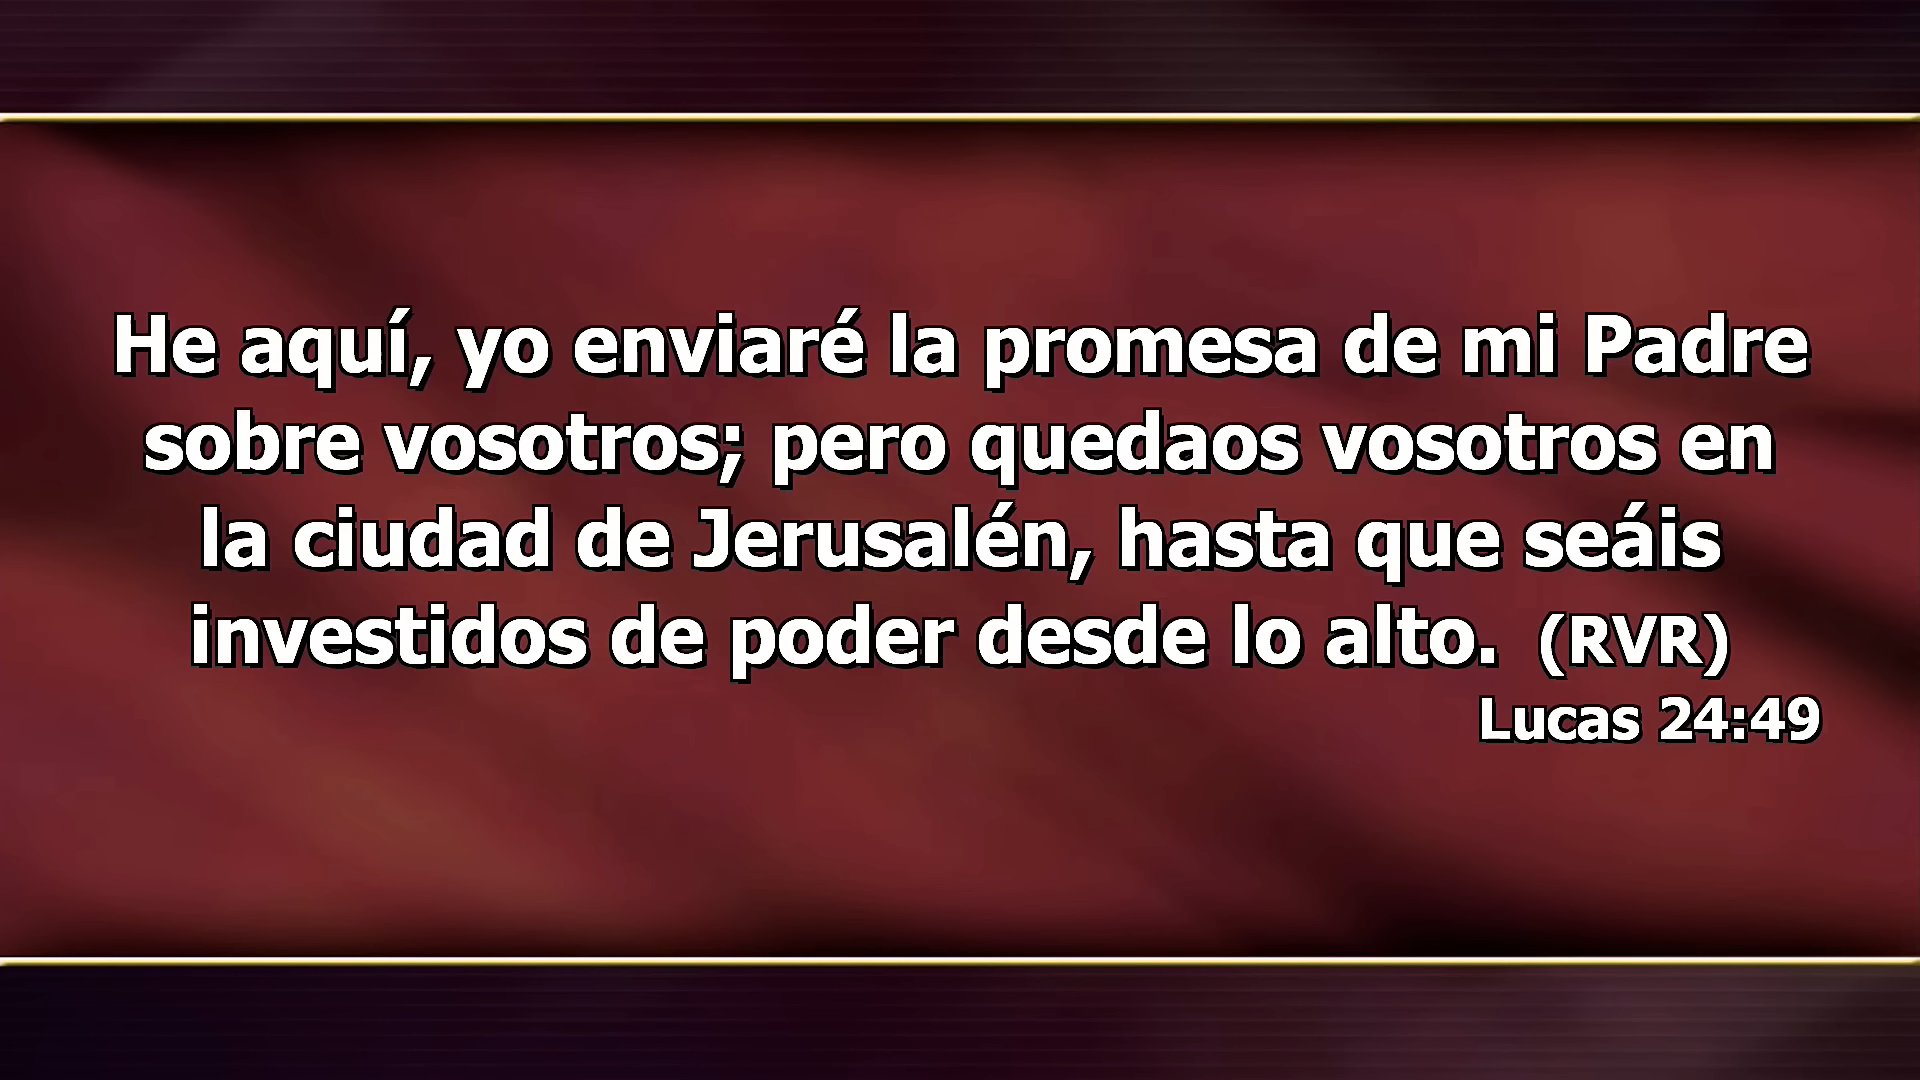 He aquí, yo enviaré la promesa de mi Padre
sobre vosotros; pero quedaos vosotros en
la ciudad de Jerusalén, hasta que seáis
investidos de poder desde lo alto. (RVR)
Lucas 24:49